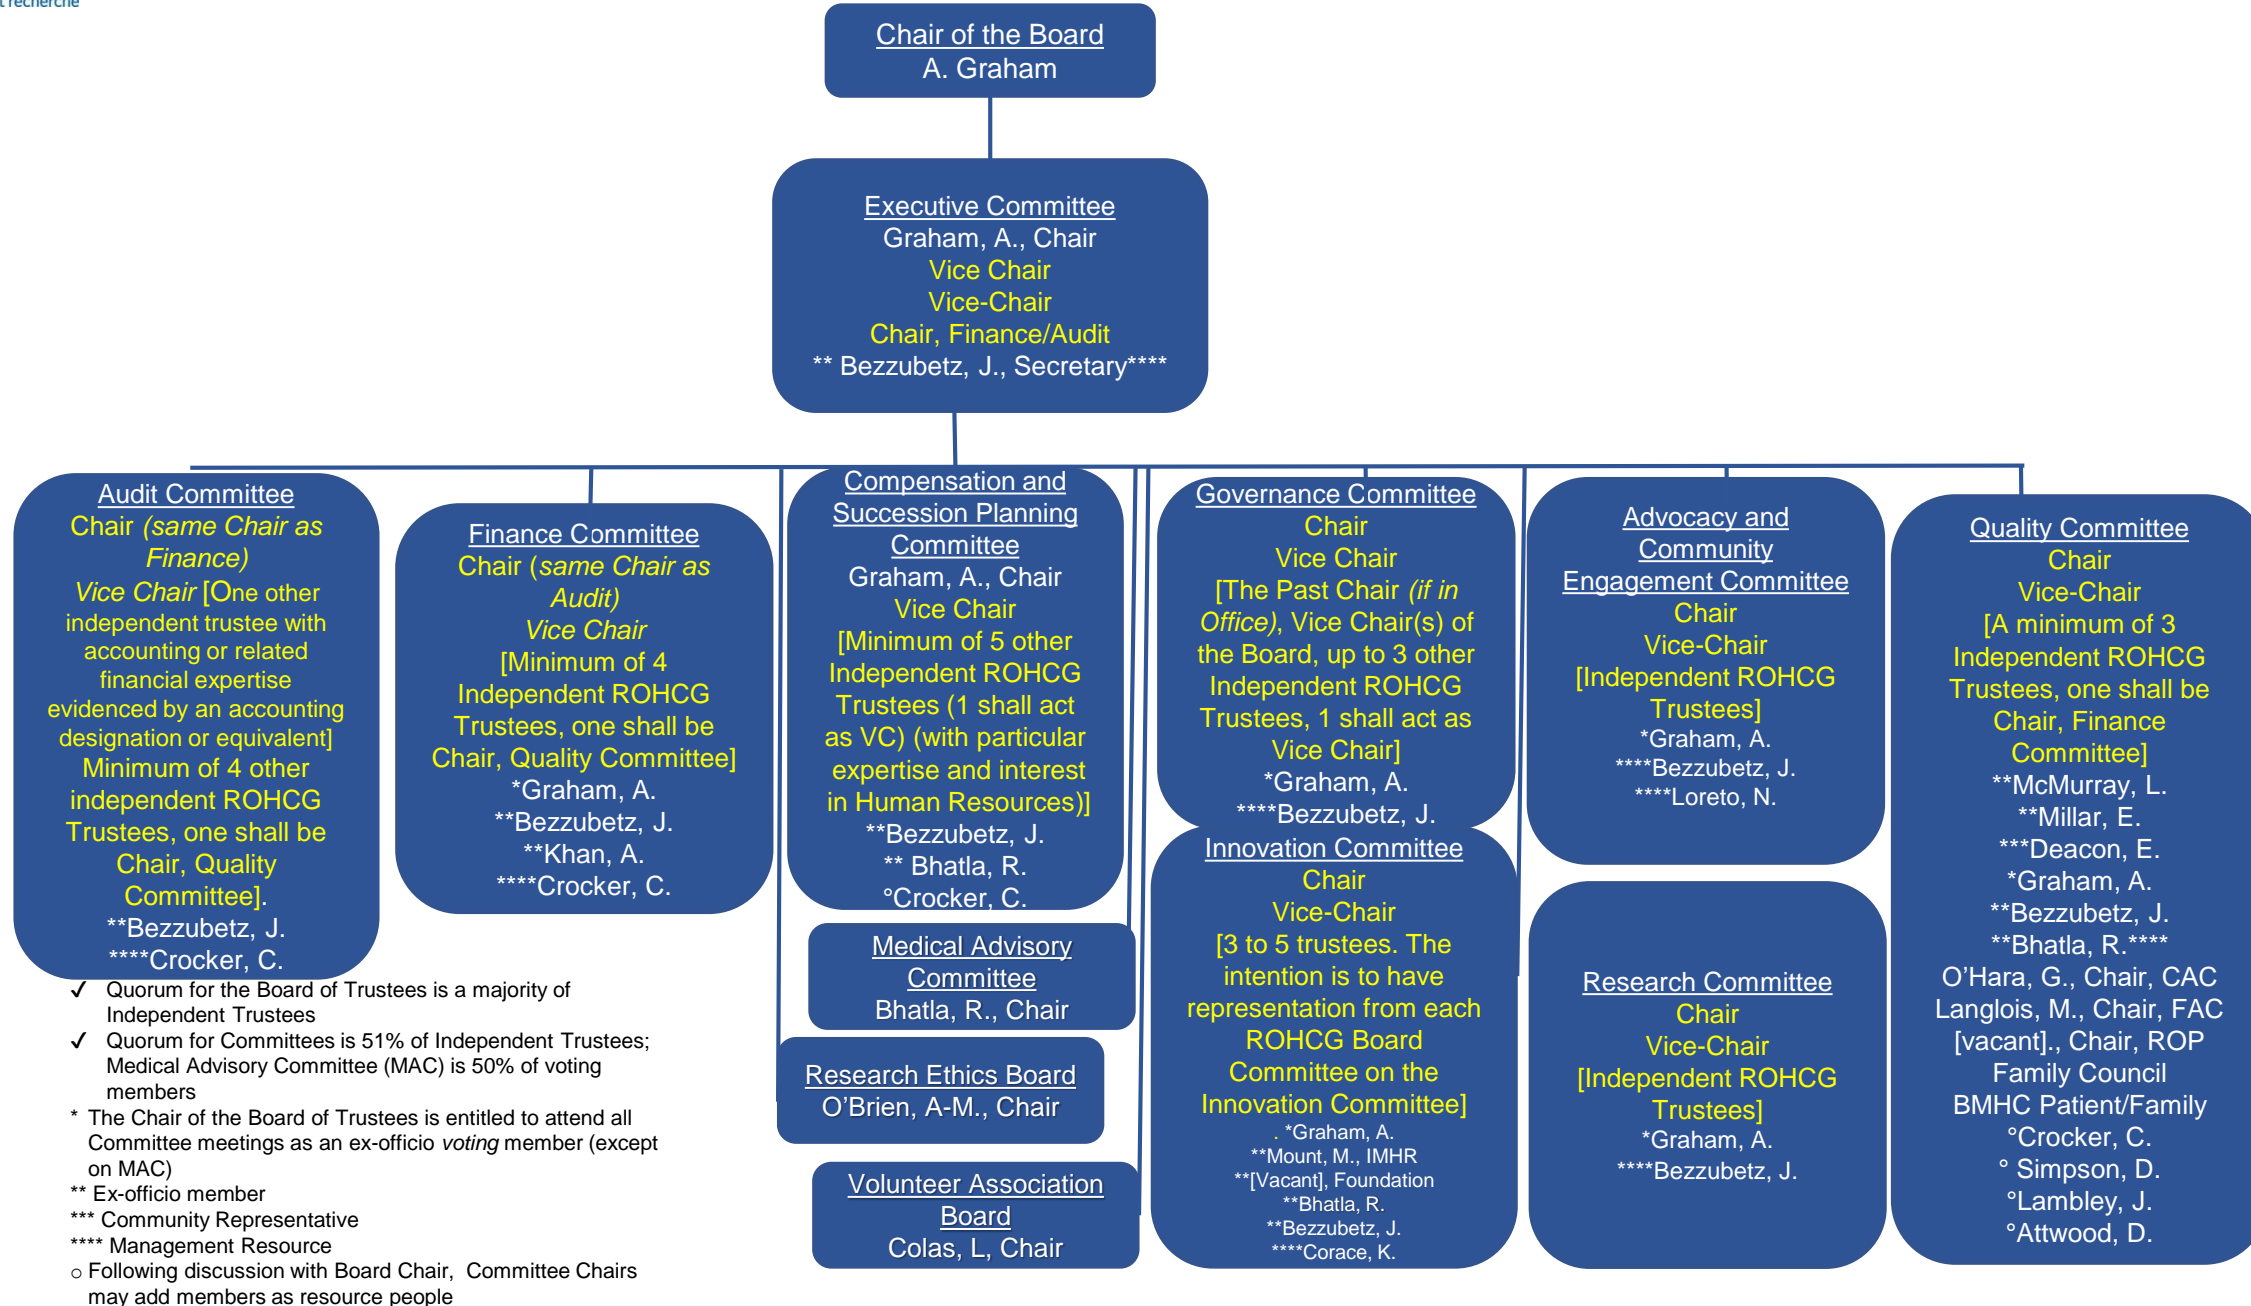 t recherche
Chair of the Board
A. Graham
Executive Committee
Graham, A., Chair
Vice Chair
Vice-Chair
Chair, Finance/Audit
** Bezzubetz, J., Secretary****
Audit Committee
Chair (same Chair as
Finance)
Vice Chair [One other
independent trustee with
accounting or related
financial expertise
evidenced by an accounting
designation or equivalent]
Minimum of 4 other
independent ROHCG
Trustees, one shall be
Chair, Quality
Committee].
**Bezzubetz, J.
****Crocker, C.
Finance Committee
Chair (same Chair as
Audit)
Vice Chair
[Minimum of 4
Independent ROHCG
Trustees, one shall be
Chair, Quality Committee]
*Graham, A.
**Bezzubetz, J.
**Khan, A.
****Crocker, C.
Compensation and
Succession Planning
Committee
Graham, A., Chair
Vice Chair
[Minimum of 5 other
Independent ROHCG
Trustees (1 shall act
as VC) (with particular
expertise and interest
in Human Resources)]
**Bezzubetz, J.
** Bhatla, R.
°Crocker, C.
Medical Advisory
Committee
Bhatla, R., Chair
Research Ethics Board
O'Brien, A-M., Chair
Volunteer Association
Board
Colas, L, Chair
Governance Committee
Chair
Vice Chair
[The Past Chair (if in
Office), Vice Chair(s) of
the Board, up to 3 other
Independent ROHCG
Trustees, 1 shall act as
Vice Chair]
*Graham, A.
****Bezzubetz, J.
Innovation Committee
Chair
Vice-Chair
[3 to 5 trustees. The
intention is to have
representation from each
ROHCG Board
Committee on the
Innovation Committee]
. *Graham, A.
**Mount, M., IMHR
**[Vacant], Foundation
**Bhatla, R.
**Bezzubetz, J.
****Corace, K.
Advocacy and
Community
Engagement Committee
Chair
Vice-Chair
[Independent ROHCG
Trustees]
*Graham, A.
****Bezzubetz, J.
****Loreto, N.
Research Committee
Chair
Vice-Chair
[Independent ROHCG
Trustees]
*Graham, A.
****Bezzubetz, J.
Quality Committee
Chair
Vice-Chair
[A minimum of 3
Independent ROHCG
Trustees, one shall be
Chair, Finance
Committee]
**McMurray, L.
**Millar, E.
***Deacon, E.
*Graham, A.
**Bezzubetz, J.
**Bhatla, R.****
O'Hara, G., Chair, CAC
Langlois, M., Chair, FAC
[vacant]., Chair, ROP
Family Council
BMHC Patient/Family
°Crocker, C.
° Simpson, D.
°Lambley, J.
°Attwood, D.
✓ Quorum for the Board of Trustees is a majority of
Independent Trustees
✓ Quorum for Committees is 51% of Independent Trustees;
Medical Advisory Committee (MAC) is 50% of voting
members
* The Chair of the Board of Trustees is entitled to attend all
Committee meetings as an ex-officio voting member (except
on MAC)
** Ex-officio member
*** Community Representative
**** Management Resource
○ Following discussion with Board Chair, Committee Chairs
may add members as resource people